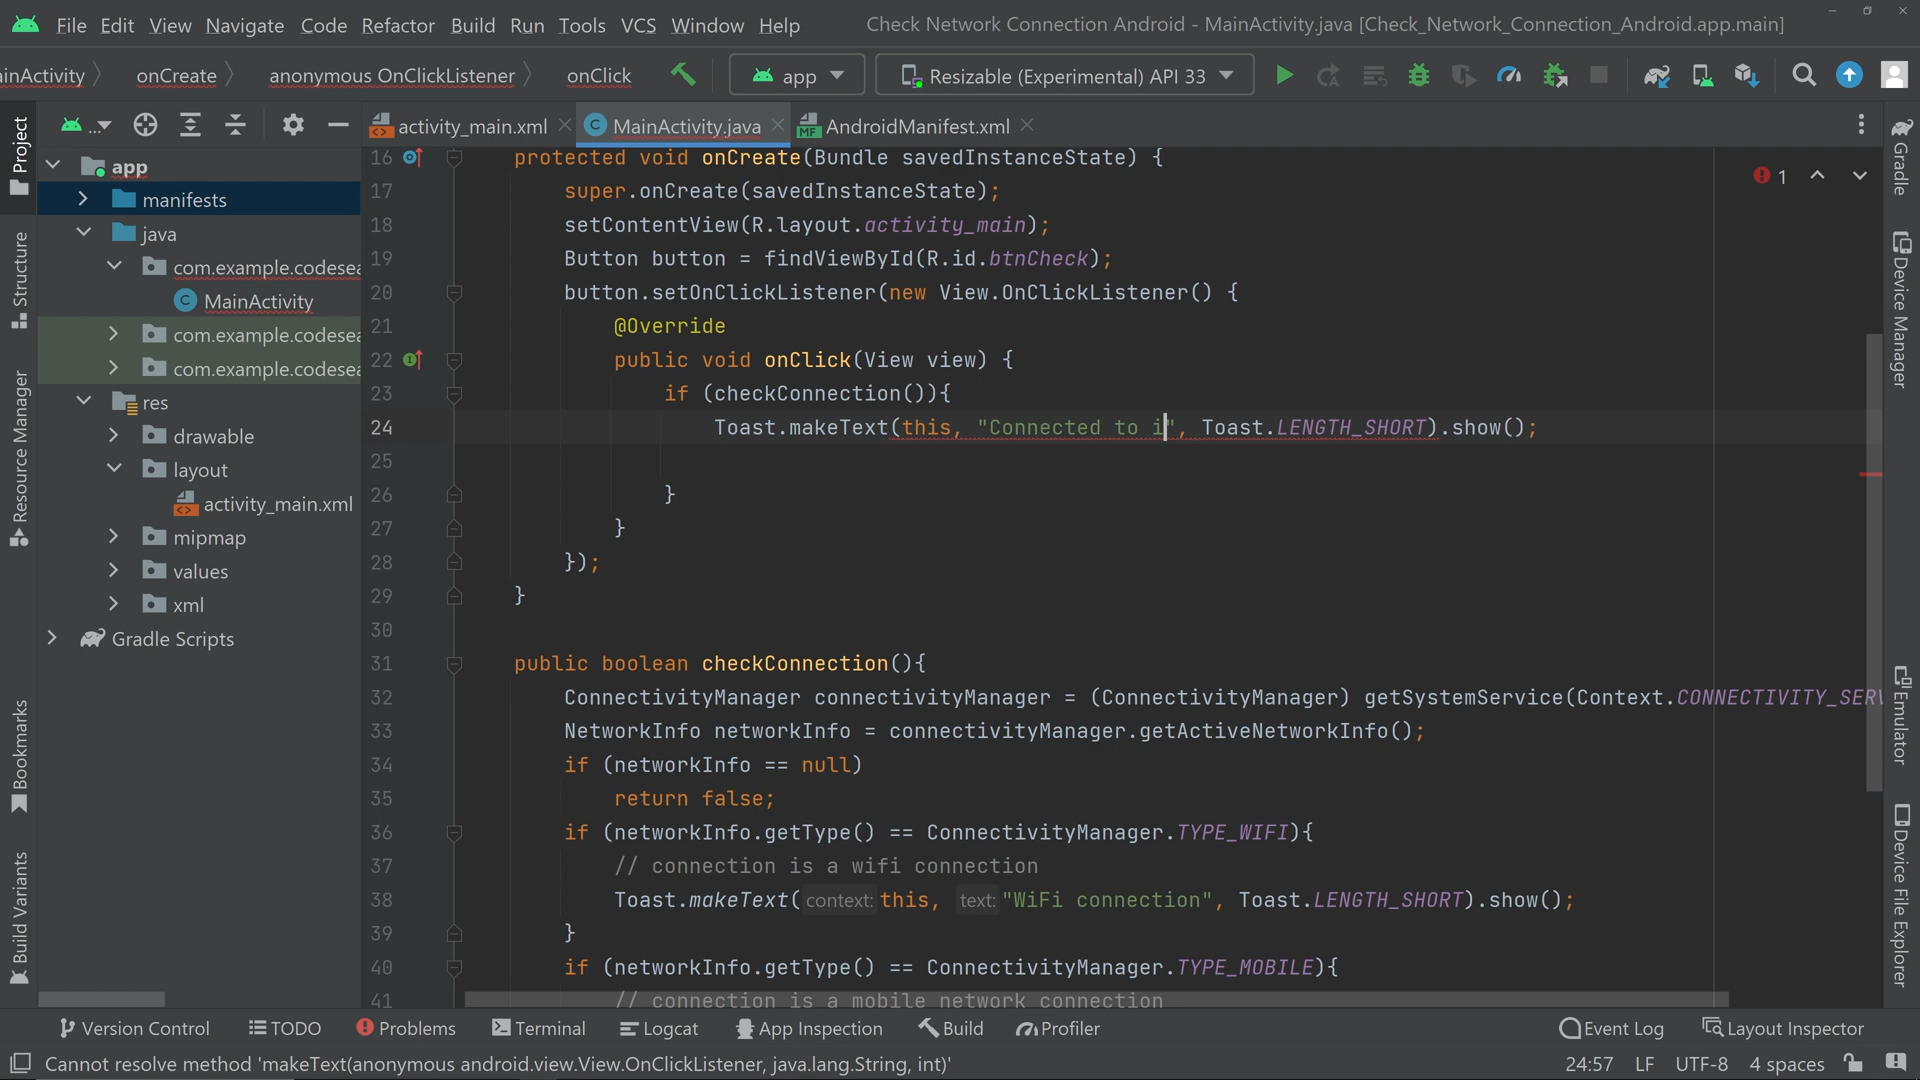 File Edit View Navigate Code Refactor Build Run Tools VCS Window Help Check Network Connection Android - MainActivity.java [Check_Network_Connection_Android.app.main]
inActivity onCreate anonymous OnClickListener onClick app Resizable (Experimental) API 33
... activity_main.xml MainActivity.java AndroidManifest.xml
Project
Structure
Resource Manager
Bookmarks
Build Variants
app
manifests
java
com.example.codesea
MainActivity
com.example.codesea
com.example.codesea
res
drawable
layout
activity_main.xml
mipmap
values
xml
Gradle Scripts
1
16 protected void onCreate(Bundle savedInstanceState) {
17 super.onCreate(savedInstanceState);
18 setContentView(R.layout.activity_main);
19 Button button = findViewById(R.id.btnCheck);
20 button.setOnClickListener(new View.OnClickListener() {
21 @Override
22 public void onClick(View view) {
23 if (checkConnection()){
24 Toast.makeText(this, "Connected to i", Toast.LENGTH_SHORT).show();
25
26 }
27 }
28 });
29 }
30
31 public boolean checkConnection(){
32 ConnectivityManager connectivityManager = (ConnectivityManager) getSystemService(Context.CONNECTIVITY_SERV
33 NetworkInfo networkInfo = connectivityManager.getActiveNetworkInfo();
34 if (networkInfo == null)
35 return false;
36 if (networkInfo.getType() == ConnectivityManager.TYPE_WIFI){
37 // connection is a wifi connection
38 Toast.makeText( context: this, text: "WiFi connection", Toast.LENGTH_SHORT).show();
39 }
40 if (networkInfo.getType() == ConnectivityManager.TYPE_MOBILE){
41 // connection is a mobile network connection
Gradle
Device Manager
Emulator
Device File Explorer
Version Control TODO Problems Terminal Logcat App Inspection Build Profiler Event Log Layout Inspector
Cannot resolve method 'makeText(anonymous android.view.View.OnClickListener, java.lang.String, int)' 24:57 LF UTF-8 4 spaces